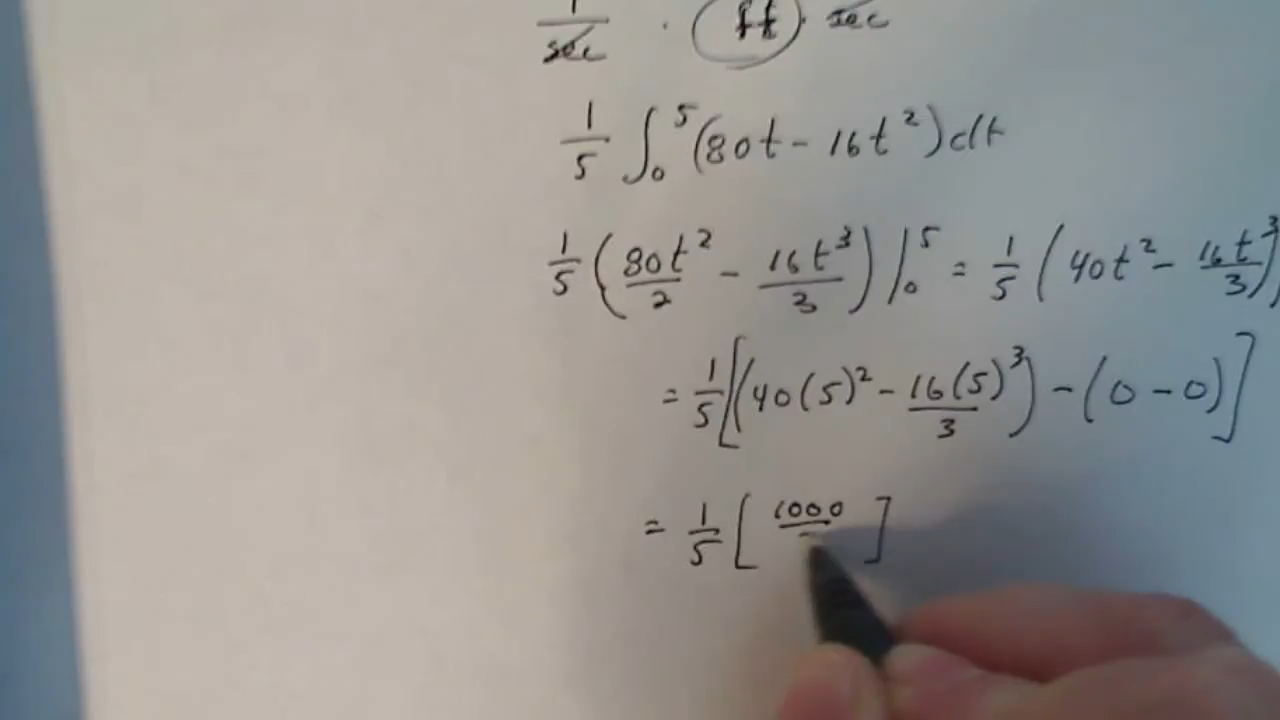 1/sec · ft · sec
1/5 ∫₀⁵ (80t - 16t²)dt
1/5 (80t²/2 - 16t³/3) |₀⁵ = 1/5 (40t² - 16t³/3)
= 1/5 [(40(5)² - 16(5)³/3) - (0 - 0)]
= 1/5 [1000/ ]